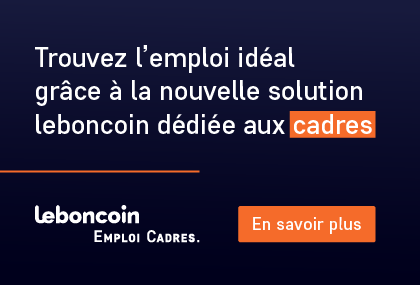 Trouvez l’emploi idéal
grâce à la nouvelle solution
leboncoin dédiée aux cadres
leboncoin
EMPLOI CADRES.
En savoir plus